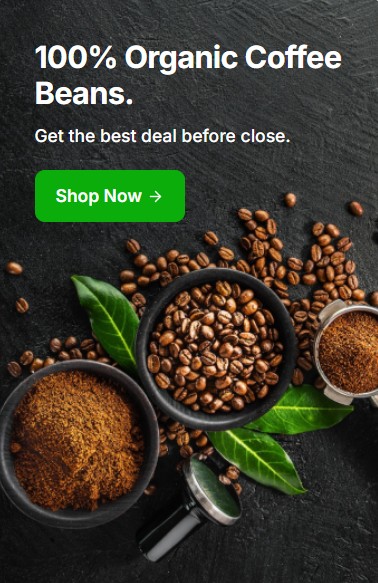 100% Organic Coffee
Beans.
Get the best deal before close.
Shop Now →